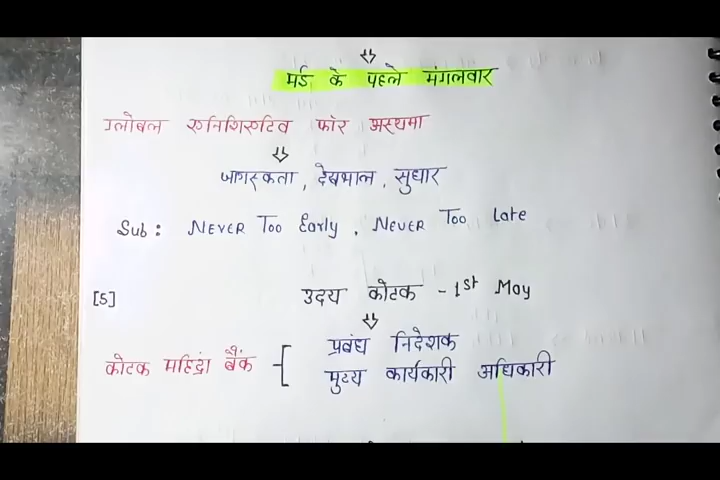 मई के पहले मंगलवार
ग्लोबल इनिशिएटिव फॉर अस्थमा
जागरूकता, देखभाल, सुधार
Sub: NEVER Too Early, NEVER Too Late
[5] उदय कोटक - 1st May
प्रबंध निदेशक
कोटक महिंद्रा बैंक
मुख्य कार्यकारी अधिकारी